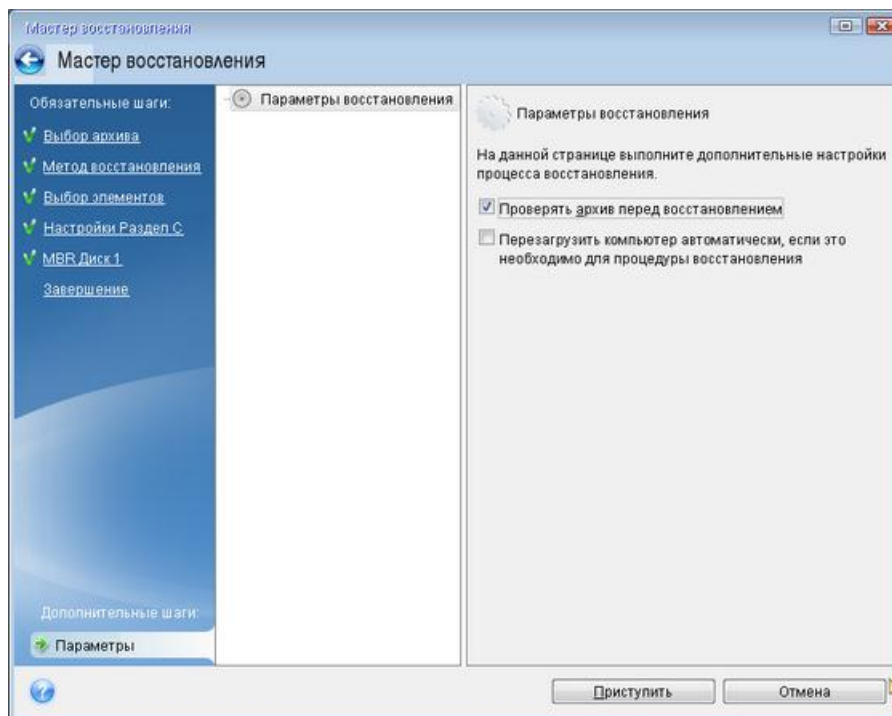 Мастер восстановления
Мастер восстановления
Обязательные шаги:
Выбор архива
Метод восстановления
Выбор элементов
Настройки Раздел C
MBR Диск 1
Завершение
Дополнительные шаги:
Параметры
Параметры восстановления
Параметры восстановления
На данной странице выполните дополнительные настройки
процесса восстановления.
Проверять архив перед восстановлением
Перезагрузить компьютер автоматически, если это
необходимо для процедуры восстановления
Приступить
Отмена